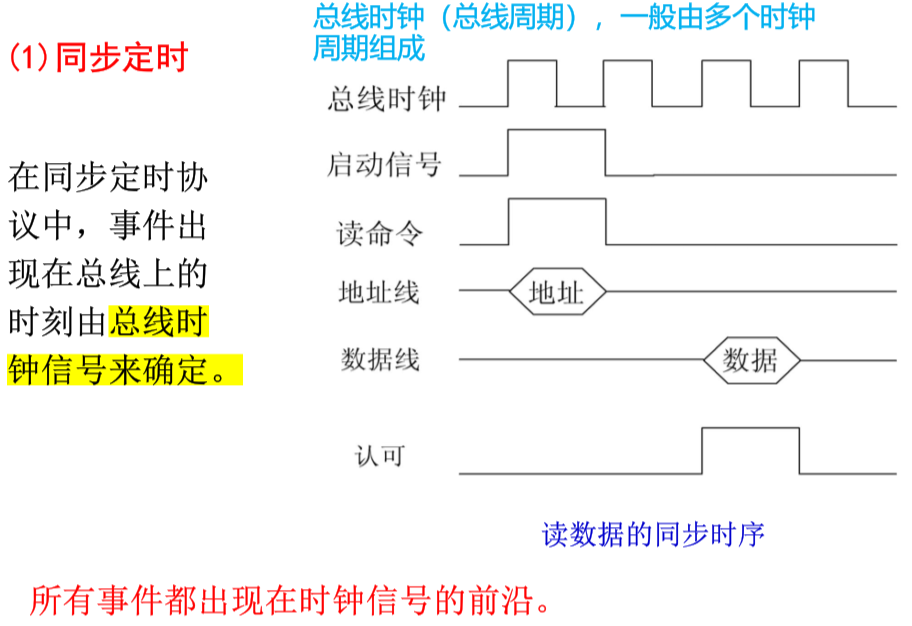 总线时钟（总线周期），一般由多个时钟
周期组成
(1)同步定时
在同步定时协
议中，事件出
现在总线上的
时刻由总线时
钟信号来确定。
总线时钟
启动信号
读命令
地址线
地址
数据线
数据
认可
读数据的同步时序
所有事件都出现在时钟信号的前沿。